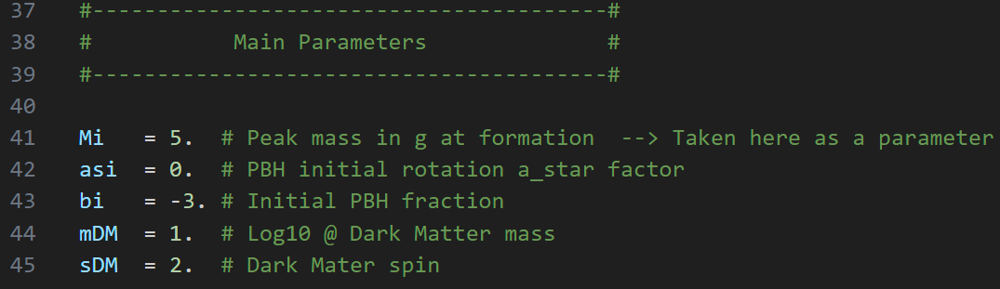 37 #----------------------------------------#
38 #           Main Parameters              #
39 #----------------------------------------#
40
41 Mi   = 5.  # Peak mass in g at formation  --> Taken here as a parameter
42 asi  = 0.  # PBH initial rotation a_star factor
43 bi   = -3. # Initial PBH fraction
44 mDM  = 1.  # Log10 @ Dark Matter mass
45 sDM  = 2.  # Dark Mater spin